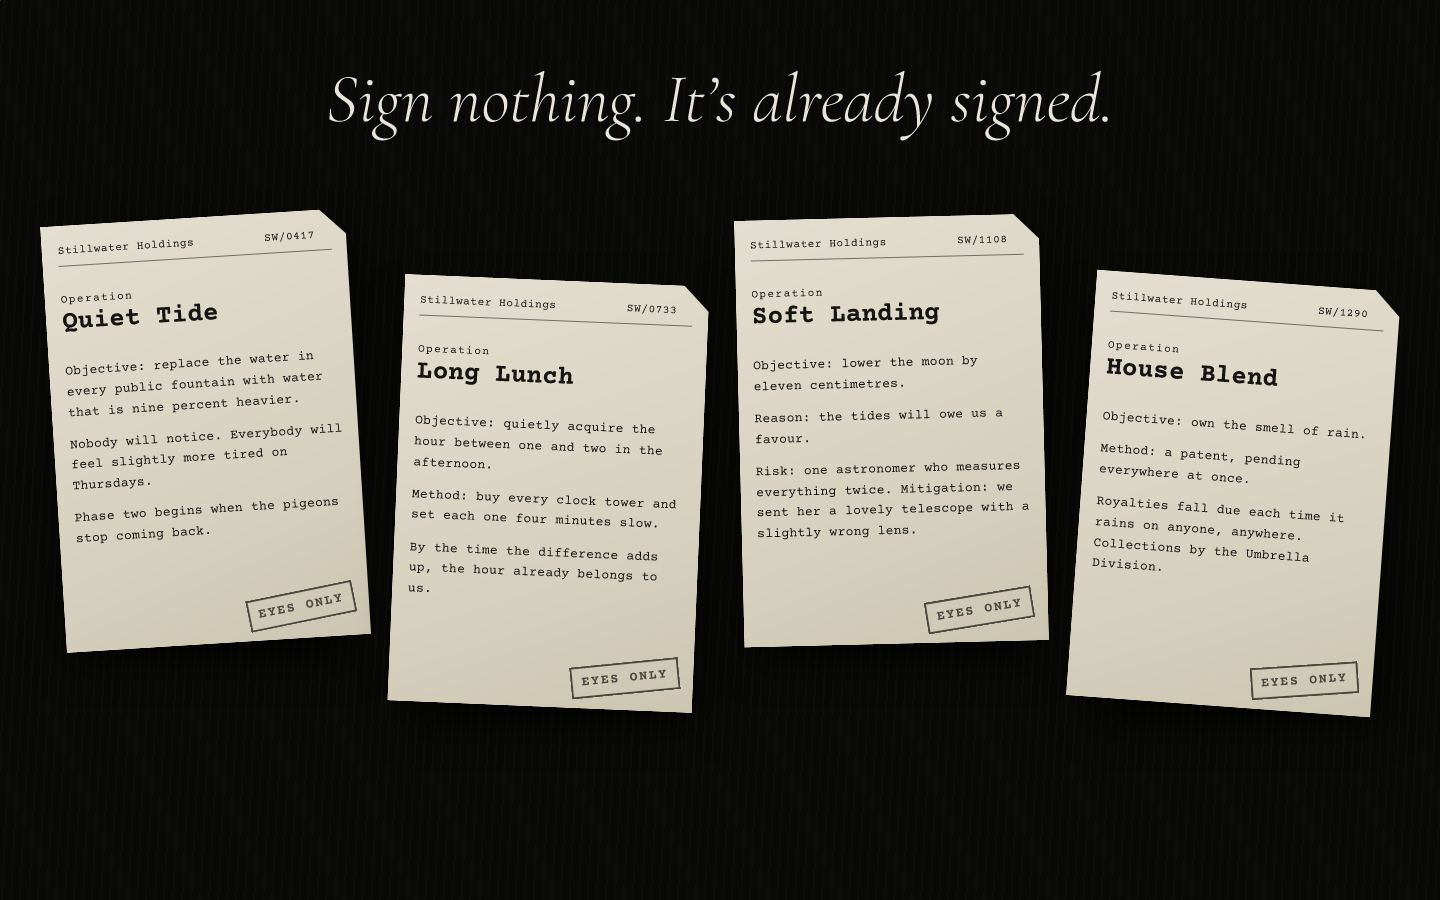 Sign nothing. It’s already signed.
Stillwater Holdings SW/0417
Operation
Quiet Tide
Objective: replace the water in
every public fountain with water
that is nine percent heavier.
Nobody will notice. Everybody will
feel slightly more tired on
Thursdays.
Phase two begins when the pigeons
stop coming back.
EYES ONLY
Stillwater Holdings SW/0733
Operation
Long Lunch
Objective: quietly acquire the
hour between one and two in the
afternoon.
Method: buy every clock tower and
set each one four minutes slow.
By the time the difference adds
up, the hour already belongs to
us.
EYES ONLY
Stillwater Holdings SW/1108
Operation
Soft Landing
Objective: lower the moon by
eleven centimetres.
Reason: the tides will owe us a
favour.
Risk: one astronomer who measures
everything twice. Mitigation: we
sent her a lovely telescope with a
slightly wrong lens.
EYES ONLY
Stillwater Holdings SW/1290
Operation
House Blend
Objective: own the smell of rain.
Method: a patent, pending
everywhere at once.
Royalties fall due each time it
rains on anyone, anywhere.
Collections by the Umbrella
Division.
EYES ONLY